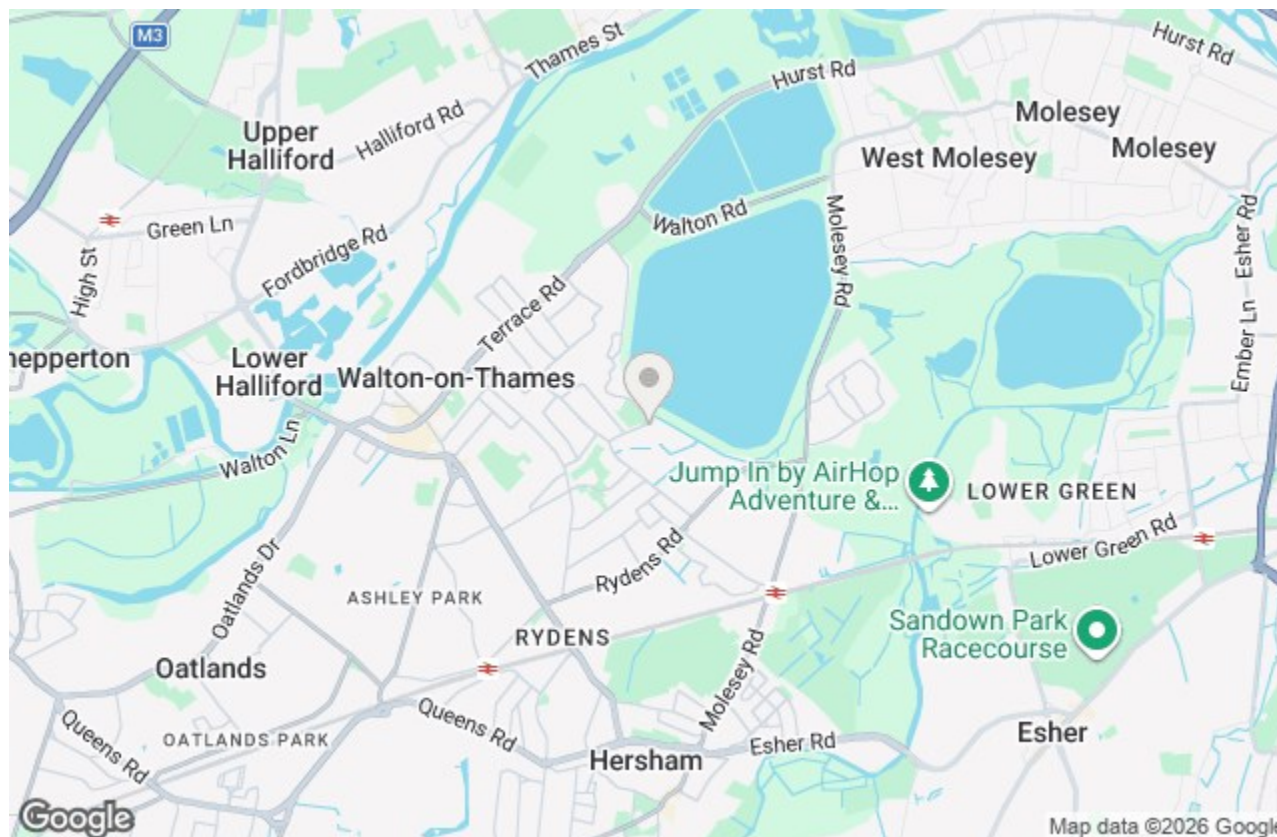 M3
Thames St
Hurst Rd
Hurst Rd
Upper
Halliford
Halliford Rd
Molesey
Molesey
West Molesey
Green Ln
Fordbridge Rd
High St
Walton Rd
Molesey Rd
Ember Ln
Esher Rd
Terrace Rd
hepperton
Lower
Halliford
Walton-on-Thames
Walton Ln
Jump In by AirHop
Adventure &...
LOWER GREEN
Lower Green Rd
Rydens Rd
Oatlands Dr
ASHLEY PARK
RYDENS
Sandown Park
Racecourse
Oatlands
Molesey Rd
Queens Rd
Queens Rd
OATLANDS PARK
Hersham
Esher Rd
Esher
Google
Map data ©2026 Google